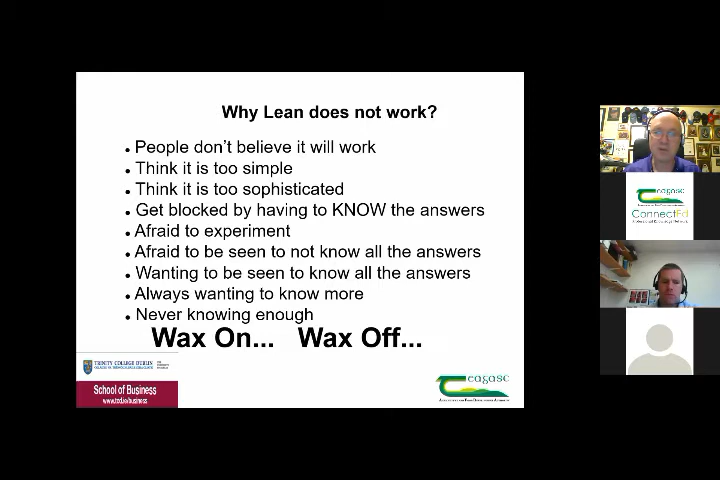 Why Lean does not work?
• People don't believe it will work
• Think it is too simple
• Think it is too sophisticated
• Get blocked by having to KNOW the answers
• Afraid to experiment
• Afraid to be seen to not know all the answers
• Wanting to be seen to know all the answers
• Always wanting to know more
• Never knowing enough
Wax On... Wax Off...
TRINITY COLLEGE DUBLIN
School of Business
www.tcd.ie/business
Teagasc
Teagasc
ConnectEd